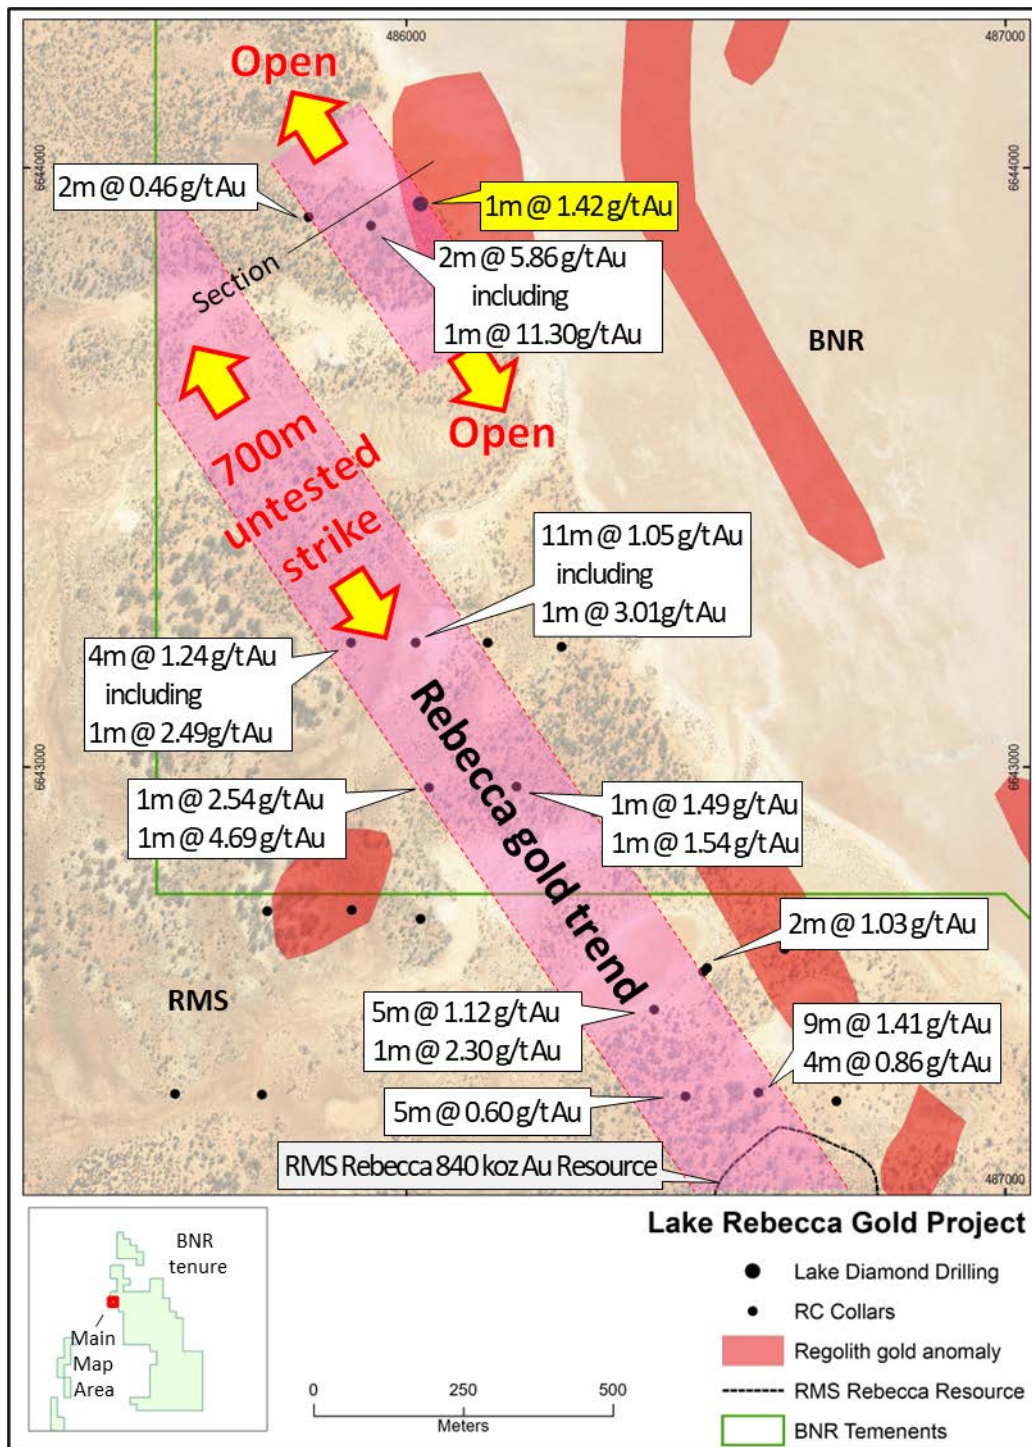 486000
487000
Open
6644000
6644000
2m @ 0.46 g/t Au
1m @ 1.42 g/t Au
2m @ 5.86 g/t Au
including
1m @ 11.30g/t Au
Section
BNR
Open
700m
untested
strike
11m @ 1.05 g/t Au
including
1m @ 3.01g/t Au
4m @ 1.24 g/t Au
including
1m @ 2.49g/t Au
6643000
6643000
Rebecca gold trend
1m @ 2.54 g/t Au
1m @ 4.69 g/t Au
1m @ 1.49 g/t Au
1m @ 1.54 g/t Au
2m @ 1.03 g/t Au
RMS
5m @ 1.12 g/t Au
1m @ 2.30 g/t Au
9m @ 1.41 g/t Au
4m @ 0.86 g/t Au
5m @ 0.60 g/t Au
RMS Rebecca 840 koz Au Resource
487000
BNR
tenure
Main
Map
Area
0 250 500
Meters
Lake Rebecca Gold Project
Lake Diamond Drilling
RC Collars
Regolith gold anomaly
RMS Rebecca Resource
BNR Temenents